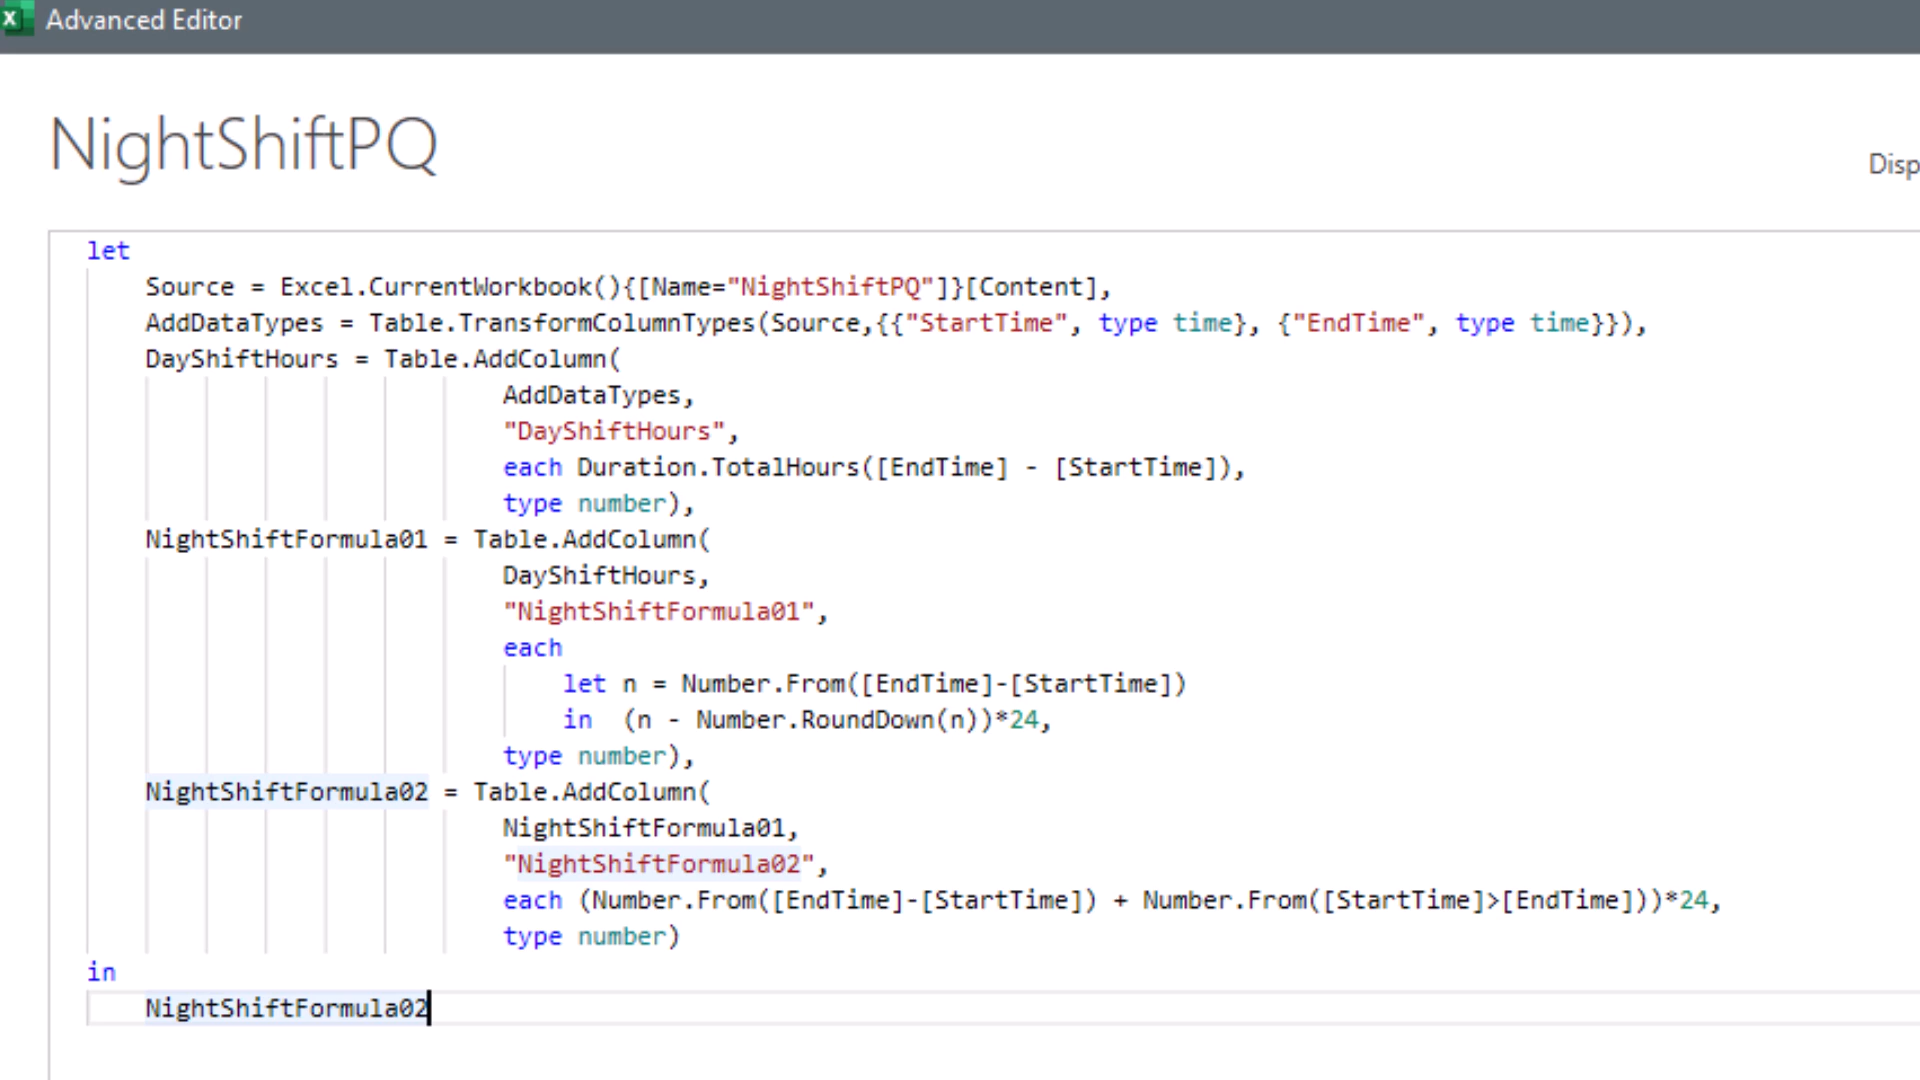 Advanced Editor
NightShiftPQ
Disp
let
Source = Excel.CurrentWorkbook(){[Name="NightShiftPQ"]}[Content],
AddDataTypes = Table.TransformColumnTypes(Source,{{"StartTime", type time}, {"EndTime", type time}}),
DayShiftHours = Table.AddColumn(
AddDataTypes,
"DayShiftHours",
each Duration.TotalHours([EndTime] - [StartTime]),
type number),
NightShiftFormula01 = Table.AddColumn(
DayShiftHours,
"NightShiftFormula01",
each
let n = Number.From([EndTime]-[StartTime])
in  (n - Number.RoundDown(n))*24,
type number),
NightShiftFormula02 = Table.AddColumn(
NightShiftFormula01,
"NightShiftFormula02",
each (Number.From([EndTime]-[StartTime]) + Number.From([StartTime]>[EndTime]))*24,
type number)
in
NightShiftFormula02